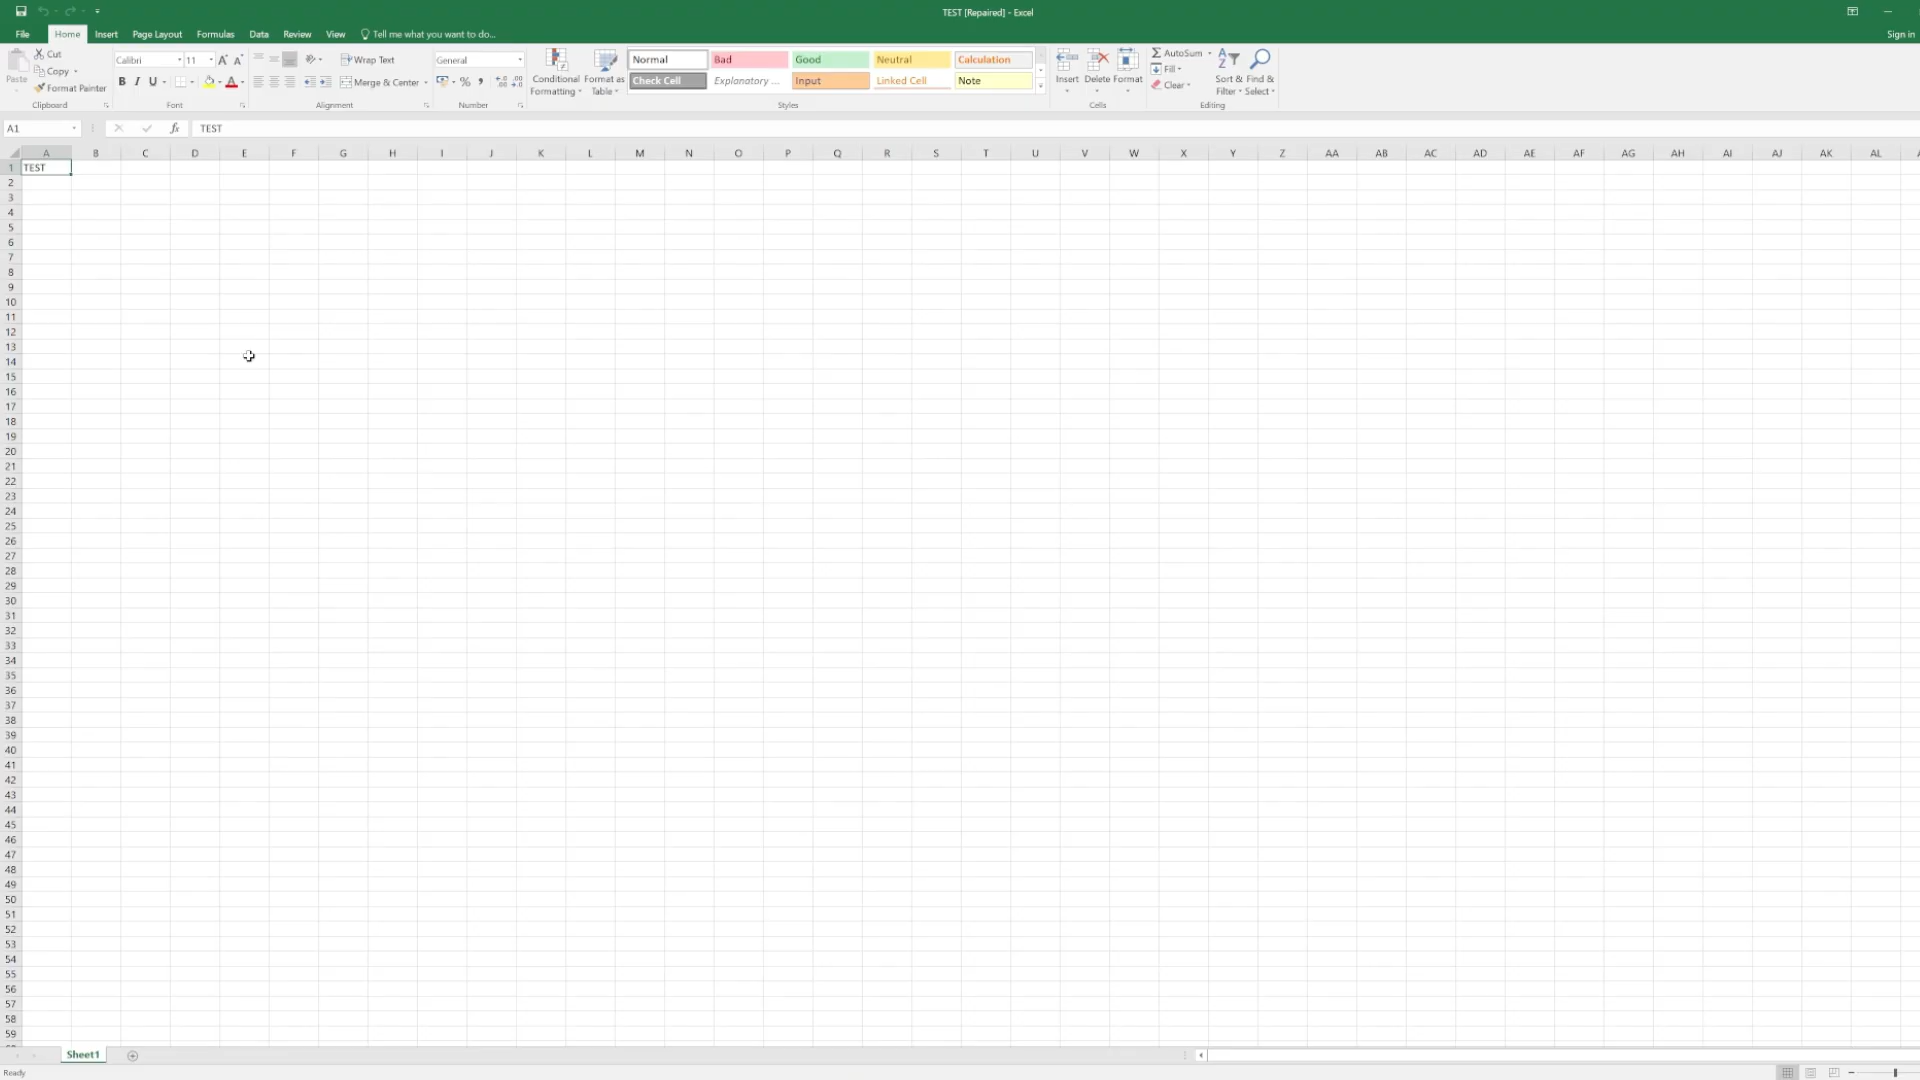 TEST [Repaired] - Excel
File Home Insert Page Layout Formulas Data Review View Tell me what you want to do... Sign in
Paste
Cut
Copy
Format Painter
Clipboard
Calibri 11
B I U
Font
Wrap Text
Merge & Center
Alignment
General
%
Number
Conditional Formatting
Format as Table
Normal Bad Good Neutral Calculation
Check Cell Explanatory ... Input Linked Cell Note
Styles
Insert Delete Format
Cells
AutoSum
Fill
Clear
Sort & Filter
Find & Select
Editing
A1 fx TEST
A B C D E F G H I J K L M N O P Q R S T U V W X Y Z AA AB AC AD AE AF AG AH AI AJ AK AL
1 TEST
2
3
4
5
6
7
8
9
10
11
12
13
14
15
16
17
18
19
20
21
22
23
24
25
26
27
28
29
30
31
32
33
34
35
36
37
38
39
40
41
42
43
44
45
46
47
48
49
50
51
52
53
54
55
56
57
58
59
Sheet1
Ready